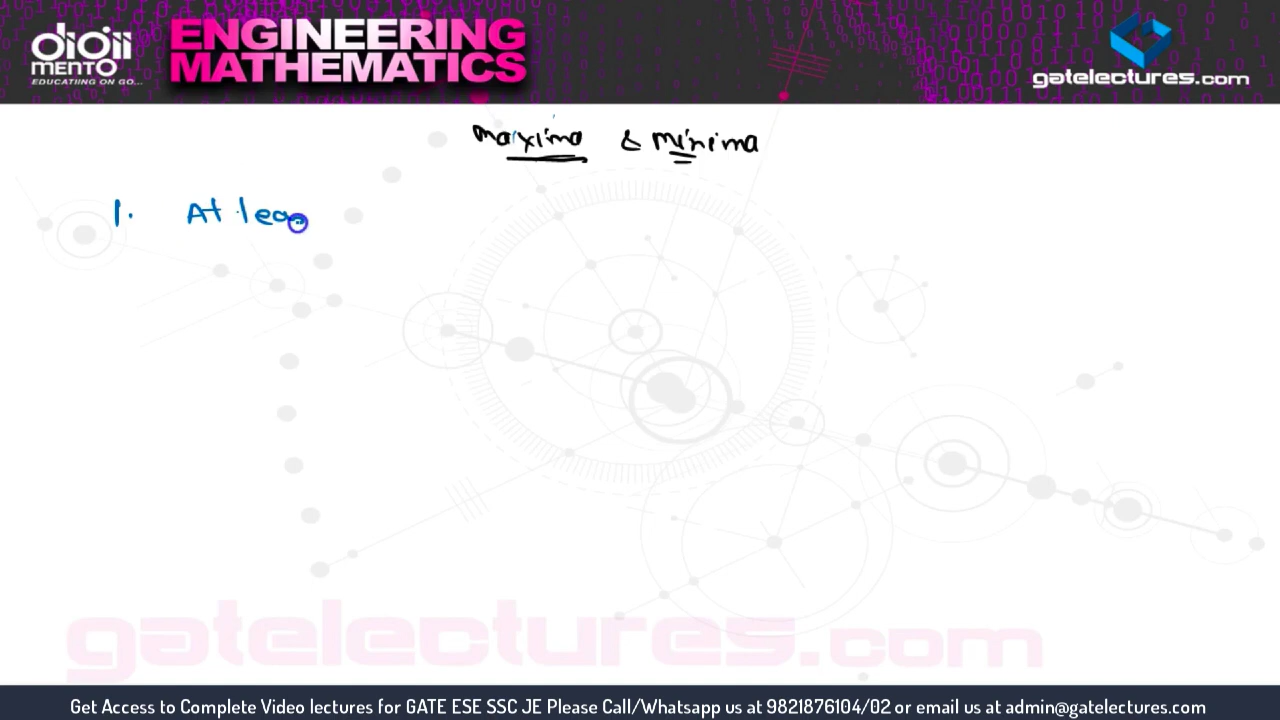 digii
MENTO
EDUCATIING ON GO...
ENGINEERING
MATHEMATICS
gatelectures.com
Maxima & Minima
1. At lea
gatelectures.com
Get Access to Complete Video lectures for GATE ESE SSC JE Please Call/Whatsapp us at 9821876104/02 or email us at admin@gatelectures.com